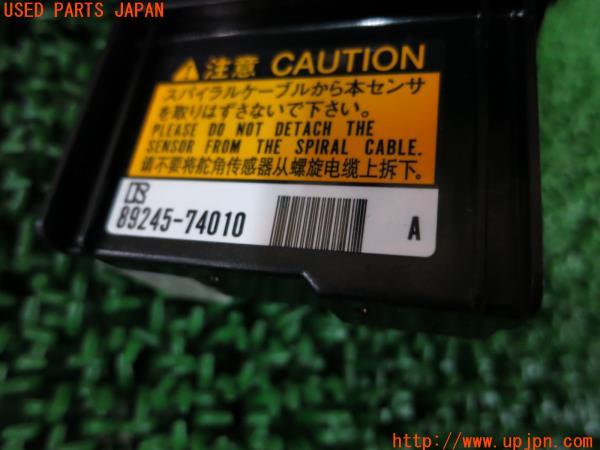 USED PARTS JAPAN
注意 CAUTION
スパイラルケーブルから本センサ
を取りはずさないで下さい。
PLEASE DO NOT DETACH THE
SENSOR FROM THE SPIRAL CABLE.
请不要将舵角传感器从螺旋电缆上拆下。
89245-74010 A
http://www.upjpn.com/